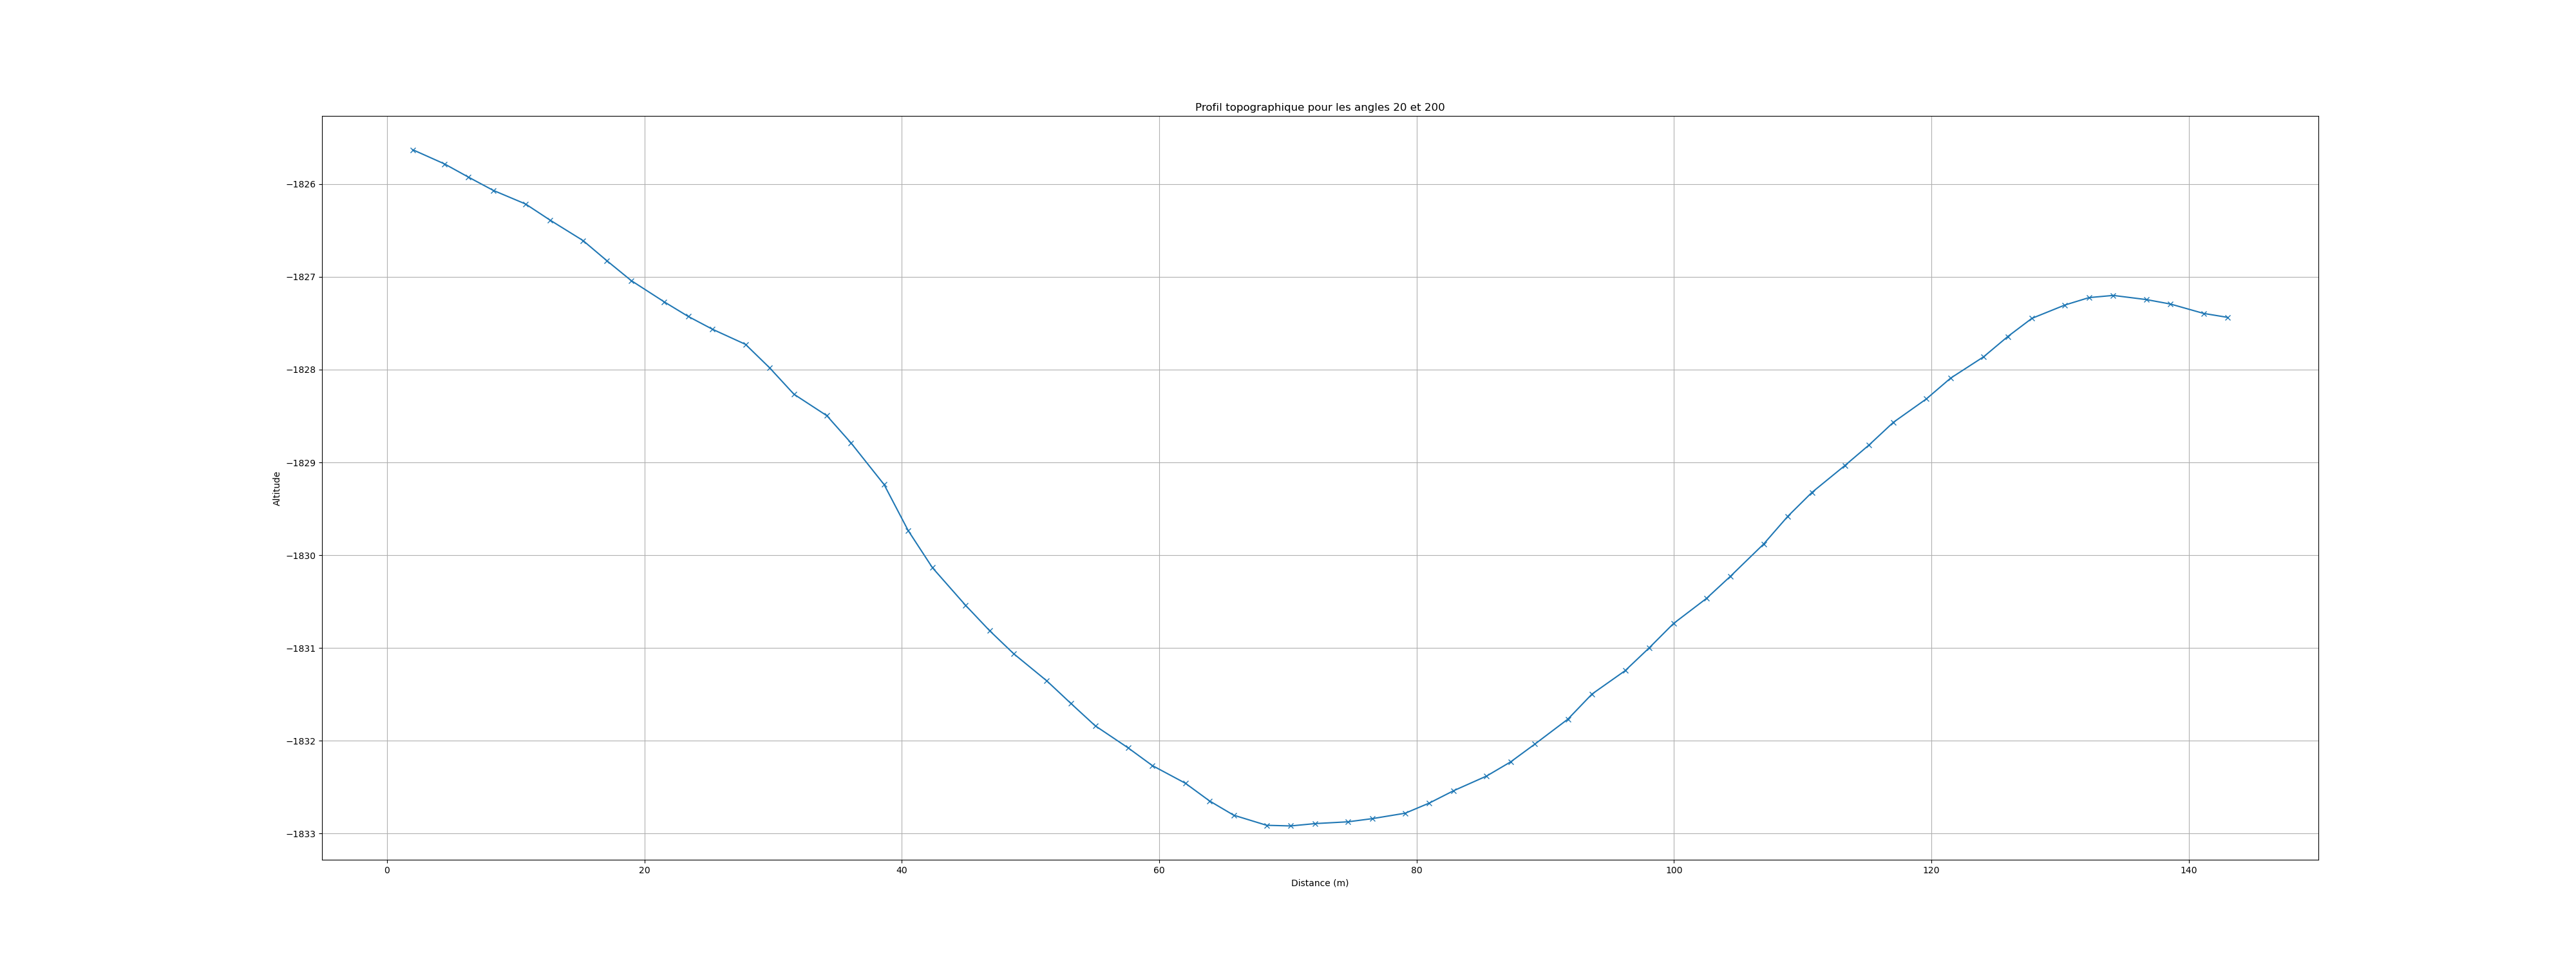 Profil topographique pour les angles 20 et 200
−1826
−1827
−1828
−1829
−1830
−1831
−1832
−1833
Altitude
0 20 40 60 80 100 120 140
Distance (m)